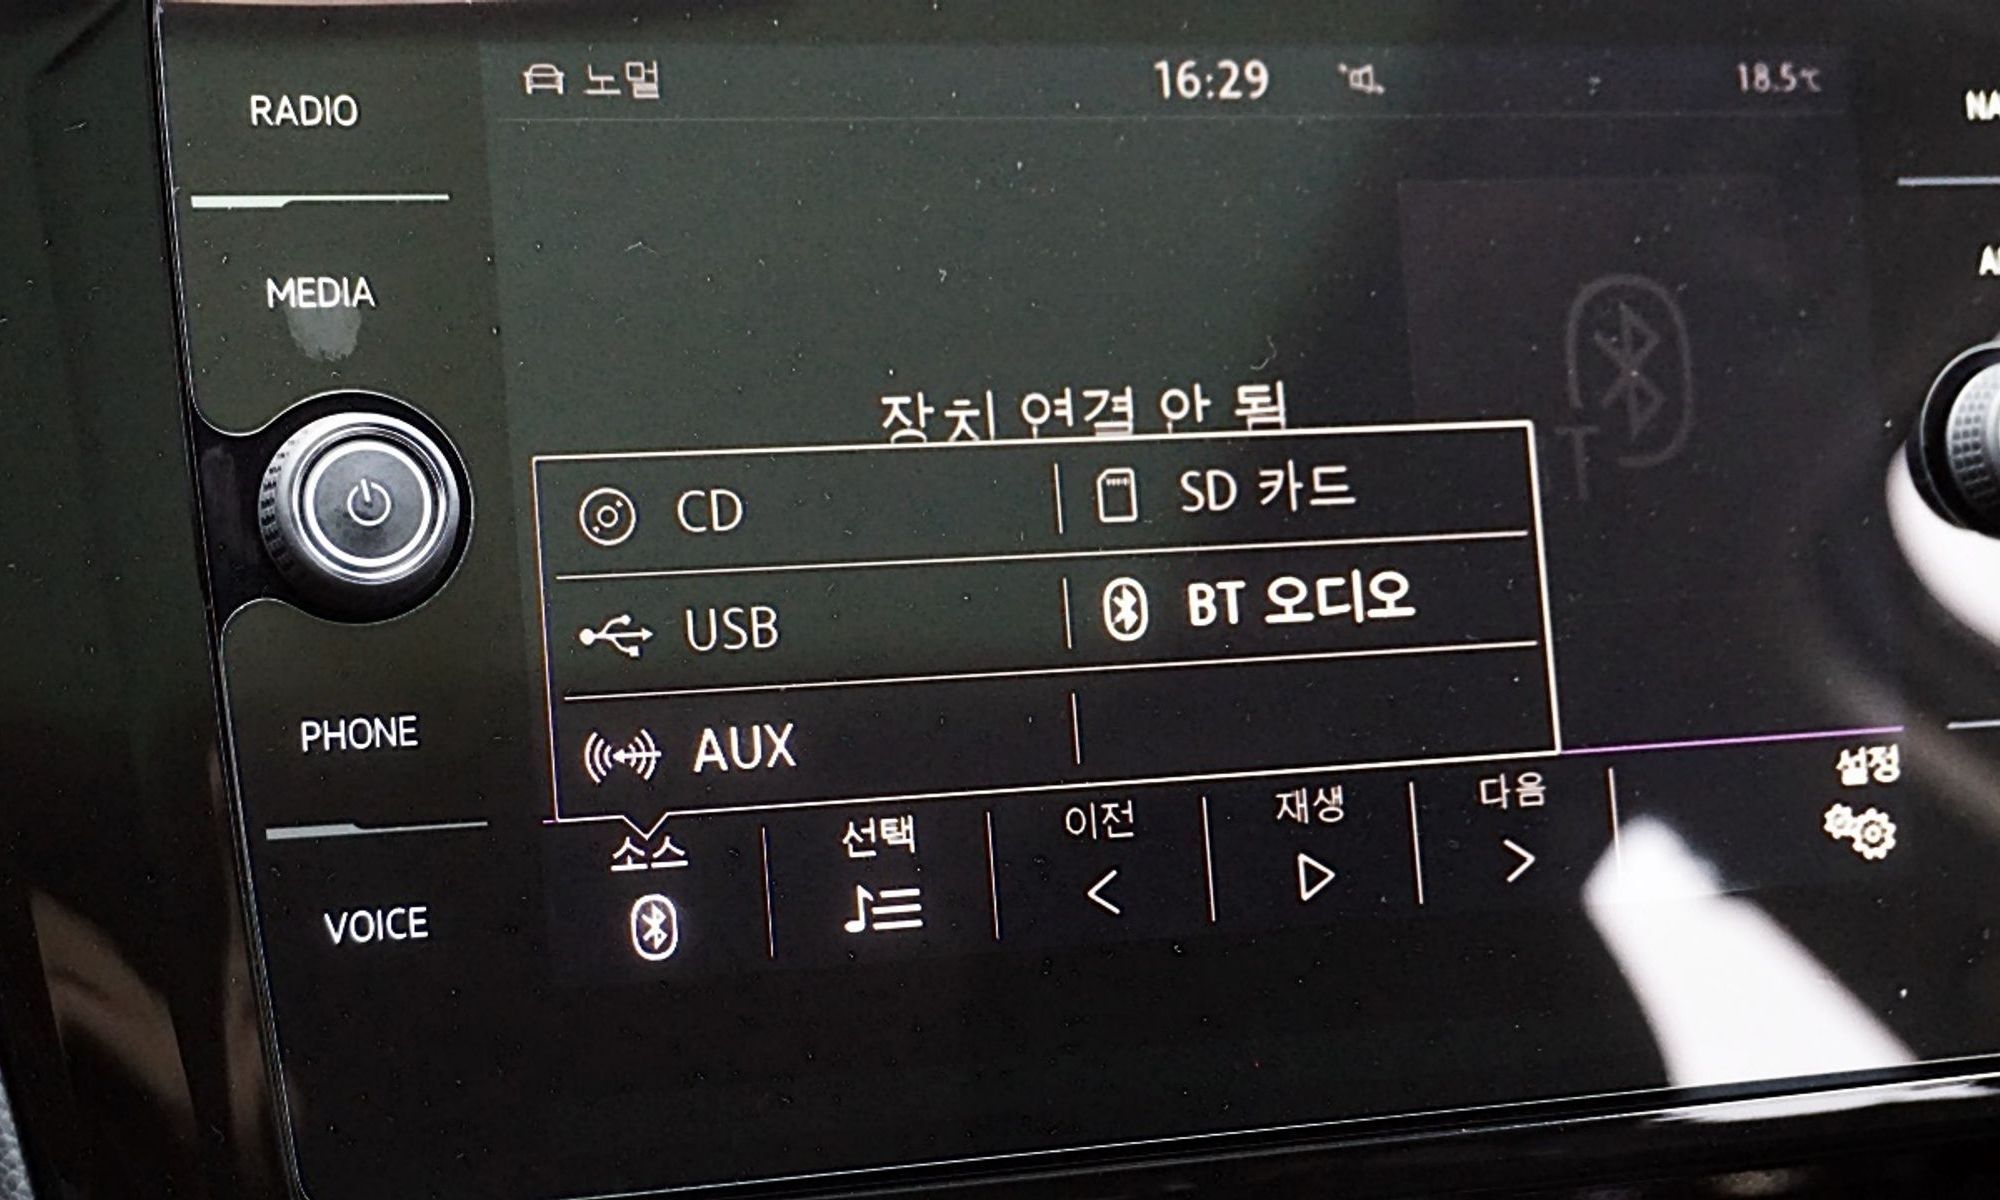 노멀 16:29 18.5℃
RADIO
MEDIA
PHONE
VOICE
장치 연결 안 됨
CD SD 카드
USB BT 오디오
AUX
소스 선택 이전 재생 다음 설정